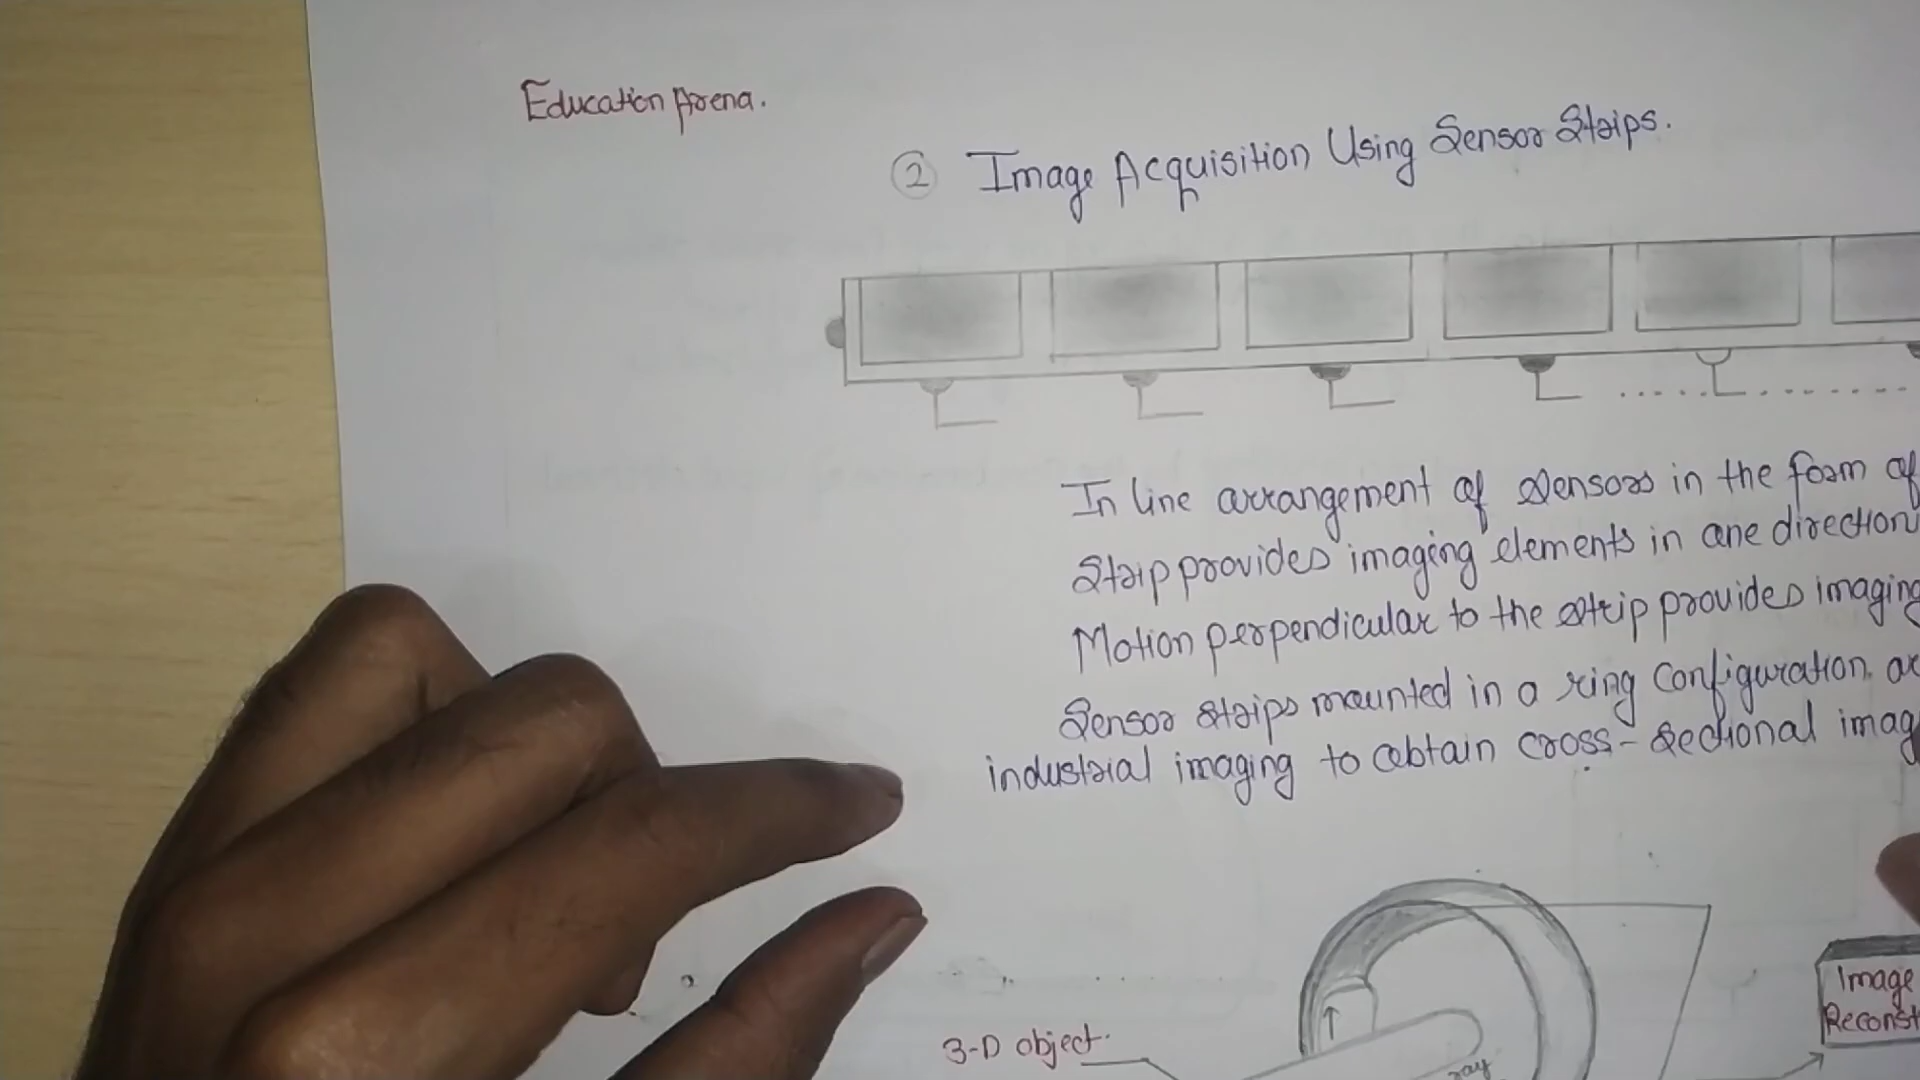 Education Arena.
② Image Acquisition Using Sensor Strips.
In line arrangement of sensors in the form of
Strip provides imaging elements in one direction
Motion perpendicular to the strip provides imaging
Sensor strips mounted in a ring configuration
industrial imaging to obtain cross-sectional
Image
3-D object.
ray